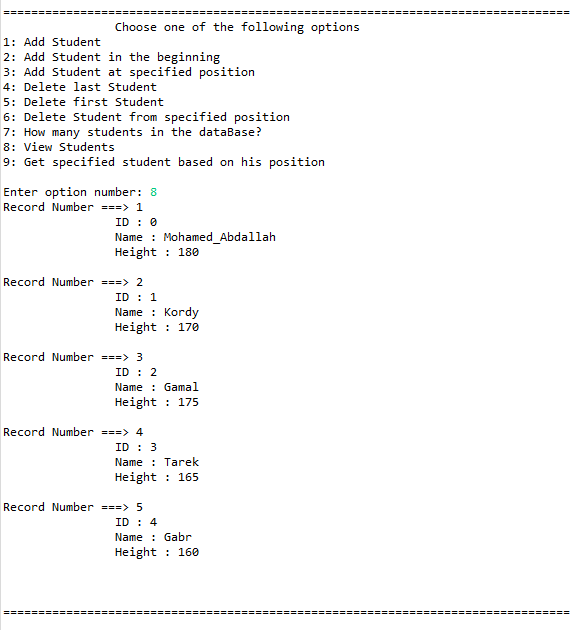 =================================================================================
Choose one of the following options
1: Add Student
2: Add Student in the beginning
3: Add Student at specified position
4: Delete last Student
5: Delete first Student
6: Delete Student from specified position
7: How many students in the dataBase?
8: View Students
9: Get specified student based on his position
Enter option number: 8
Record Number ===> 1
ID : 0
Name : Mohamed_Abdallah
Height : 180
Record Number ===> 2
ID : 1
Name : Kordy
Height : 170
Record Number ===> 3
ID : 2
Name : Gamal
Height : 175
Record Number ===> 4
ID : 3
Name : Tarek
Height : 165
Record Number ===> 5
ID : 4
Name : Gabr
Height : 160
=================================================================================